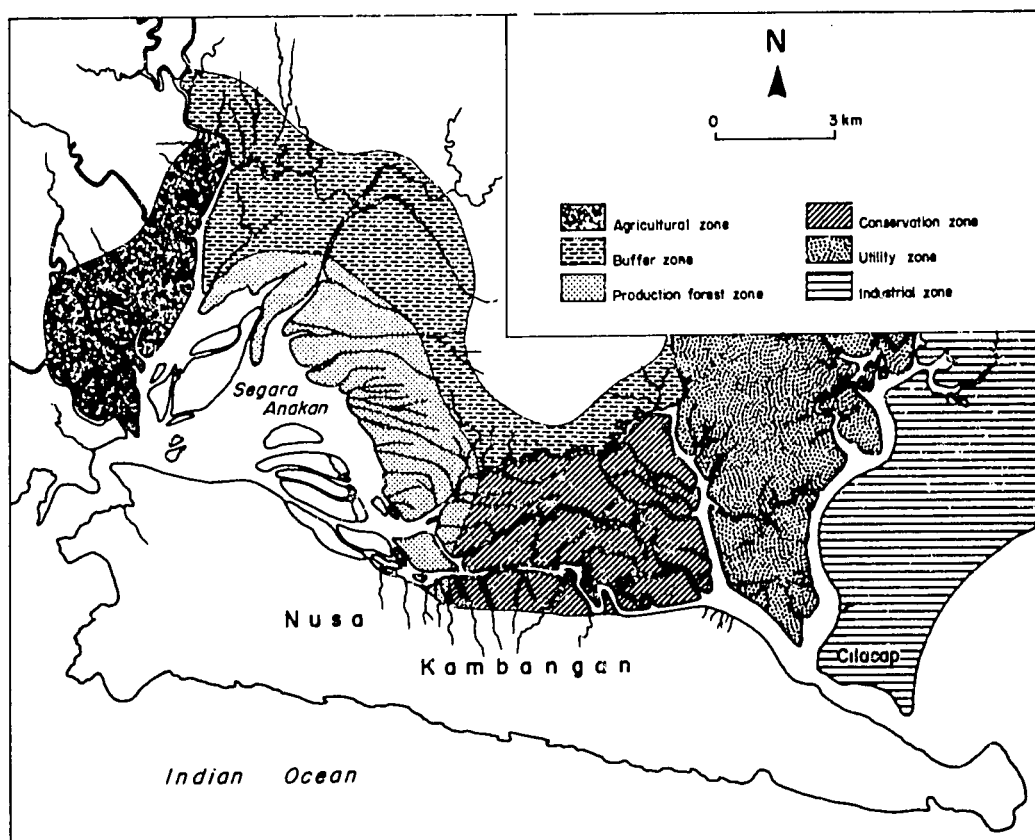 N
0 3 km
Agricultural zone
Buffer zone
Production forest zone
Conservation zone
Utility zone
Industrial zone
Segara
Anakan
Nusa
Kambangan
Cilacap
Indian Ocean